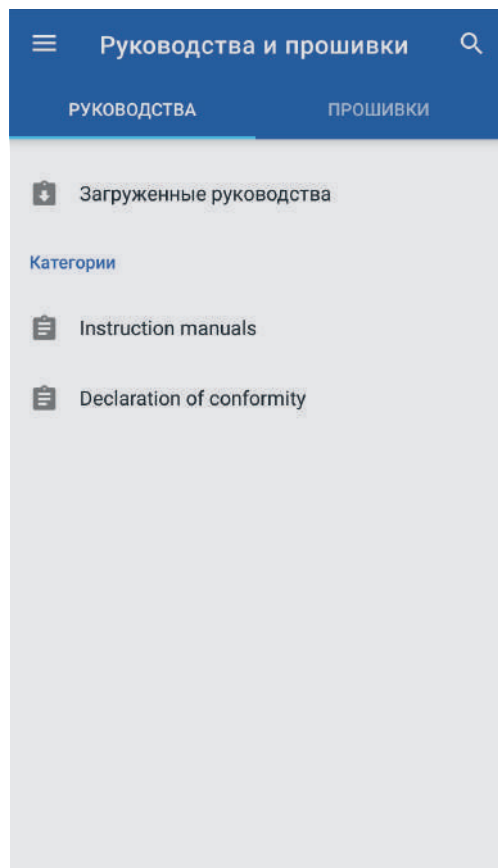 Руководства и прошивки
РУКОВОДСТВА
ПРОШИВКИ
Загруженные руководства
Категории
Instruction manuals
Declaration of conformity